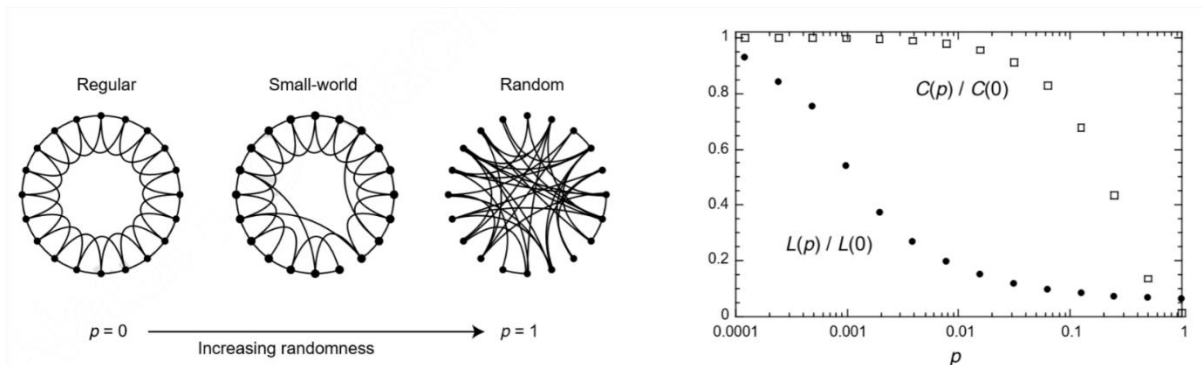 Regular
Small-world
Random
p = 0
p = 1
Increasing randomness
1
0.8
0.6
0.4
0.2
0
C(p) / C(0)
L(p) / L(0)
0.0001
0.001
0.01
0.1
1
p